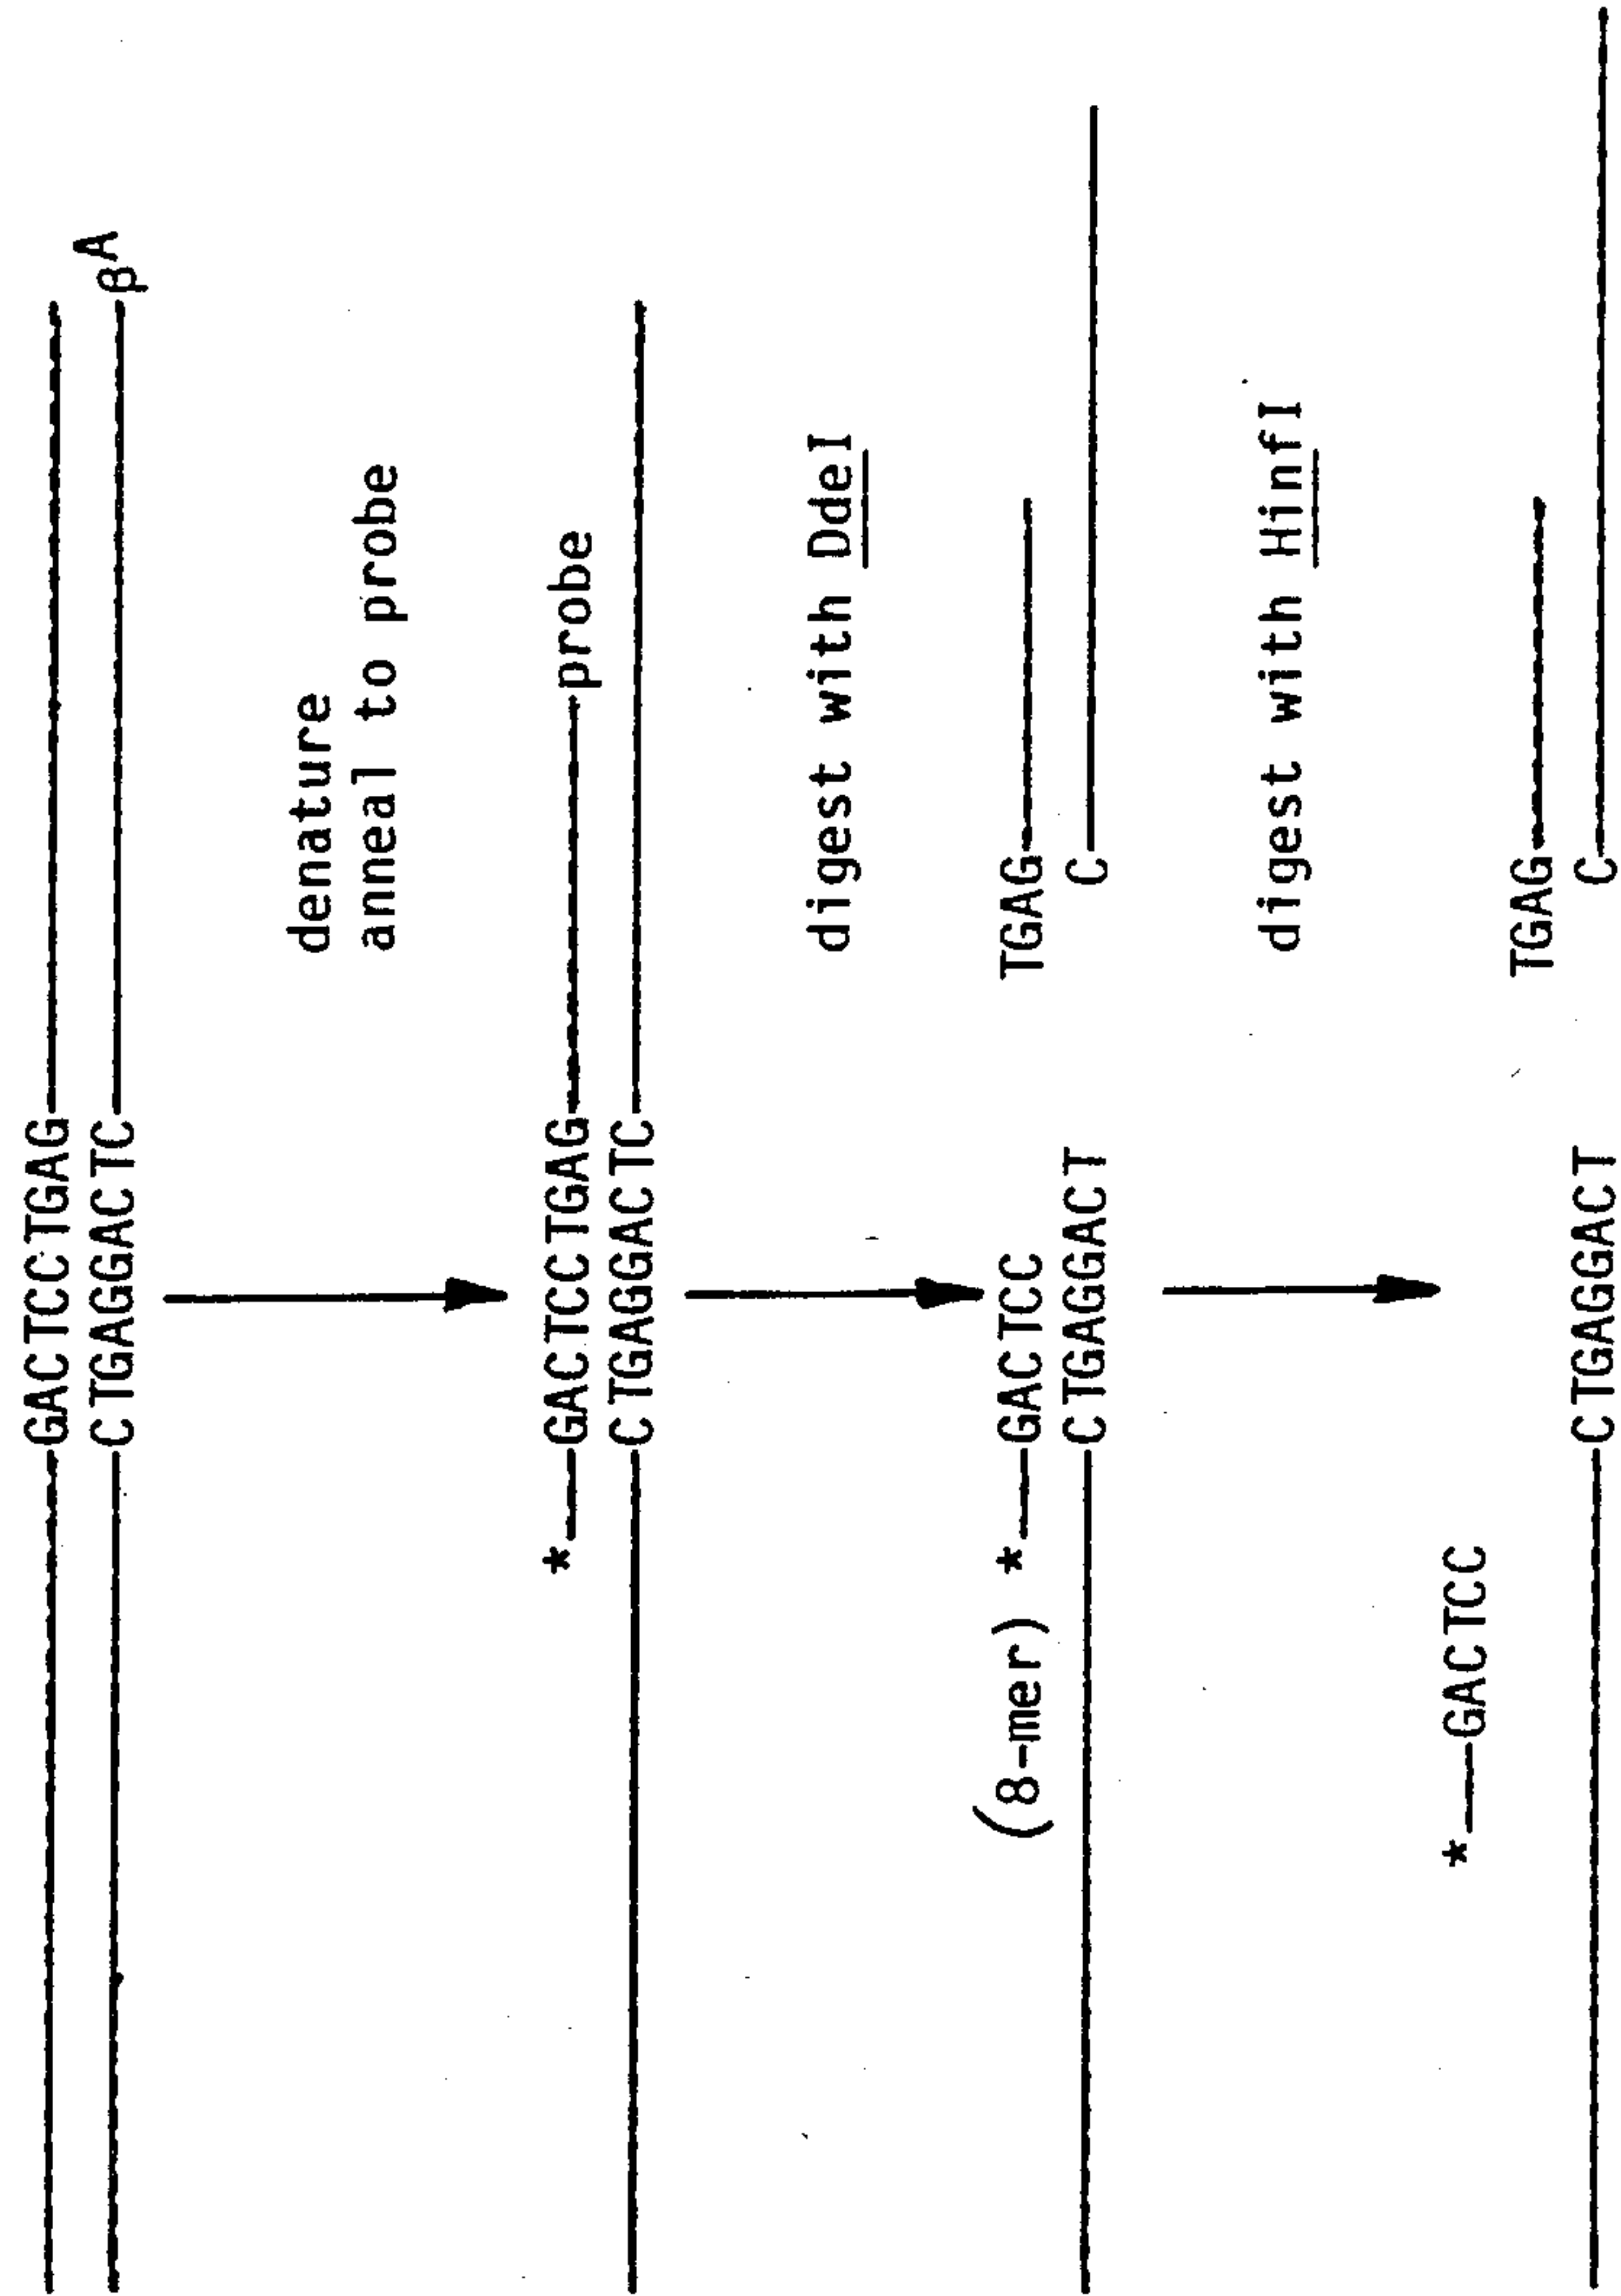 GACTCCTGAG
CTGAGGACTC βA
denature
anneal to probe
* GACTCCTGAG probe
CTGAGGACTC
digest with DdeI
(8-mer) * GACTCC TGAG
CTGAGGACT C
digest with HinfI
* GACTCC
TGAG
CTGAGGACT C